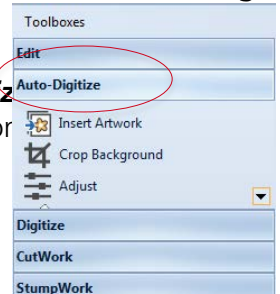 Toolboxes
Edit
Auto-Digitize
Insert Artwork
Crop Background
Adjust
Digitize
CutWork
StumpWork